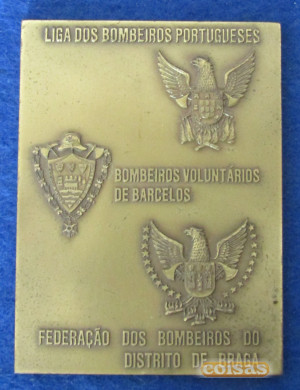 LIGA DOS BOMBEIROS PORTUGUESES
BOMBEIROS VOLUNTÁRIOS
DE BARCELOS
FEDERAÇÃO DOS BOMBEIROS DO
DISTRITO DE BRAGA
coisas